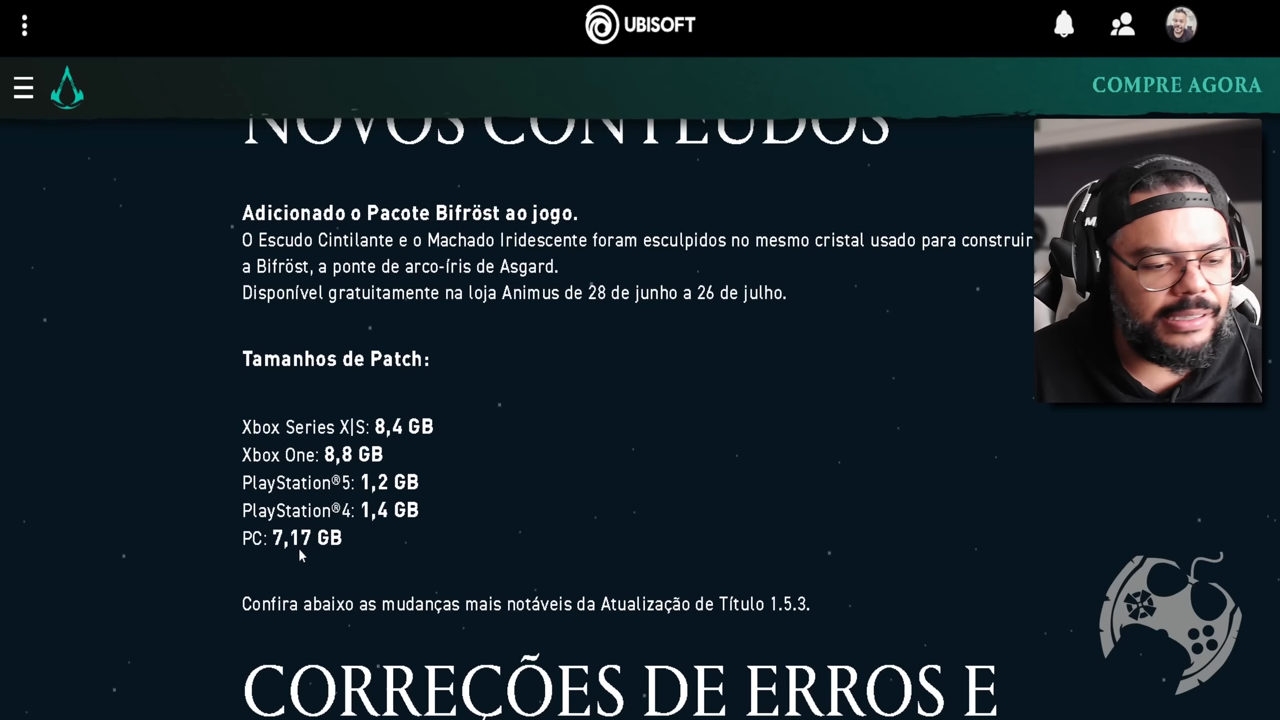 UBISOFT
COMPRE AGORA
NOVOS CONTEÚDOS
Adicionado o Pacote Bifröst ao jogo.
O Escudo Cintilante e o Machado Iridescente foram esculpidos no mesmo cristal usado para construir
a Bifröst, a ponte de arco-íris de Asgard.
Disponível gratuitamente na loja Animus de 28 de junho a 26 de julho.
Tamanhos de Patch:
Xbox Series X|S: 8,4 GB
Xbox One: 8,8 GB
PlayStation®5: 1,2 GB
PlayStation®4: 1,4 GB
PC: 7,17 GB
Confira abaixo as mudanças mais notáveis da Atualização de Título 1.5.3.
CORREÇÕES DE ERROS E